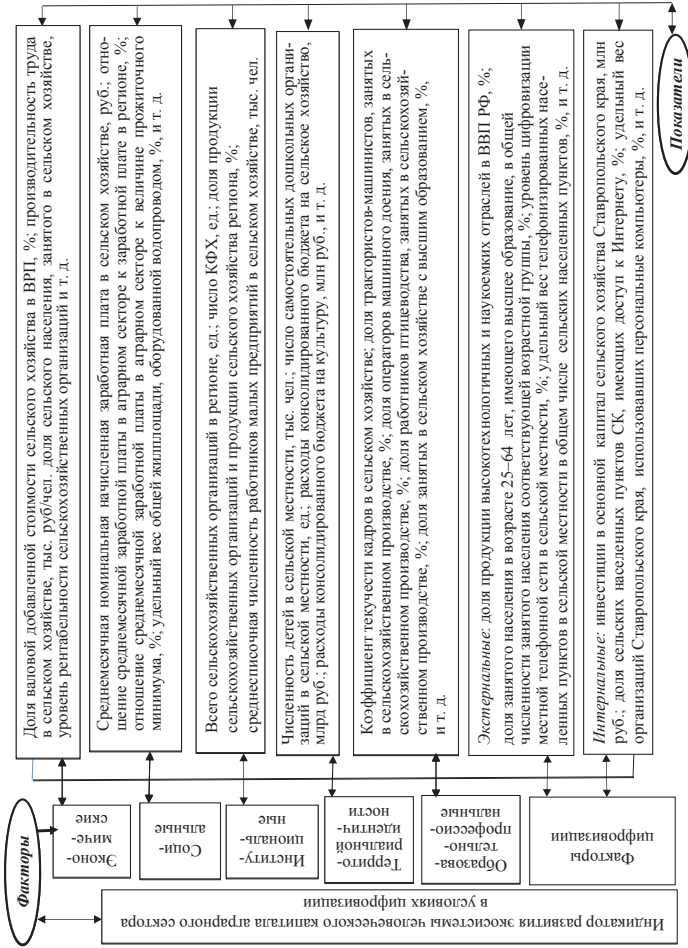 Факторы
Показатели
Индикатор развития экосистемы человеческого капитала аграрного сектора
в условиях цифровизации
Эконо-
миче-
ские
Доля валовой добавленной стоимости сельского хозяйства в ВРП, %; производительность труда
в сельском хозяйстве, тыс. руб/чел. доля сельского населения, занятого в сельском хозяйстве,
уровень рентабельности сельскохозяйственных организаций и т. д.
Соци-
альные
Среднемесячная номинальная начисленная заработная плата в сельском хозяйстве, руб.; отно-
шение среднемесячной заработной платы в аграрном секторе к заработной плате в регионе, %;
отношение среднемесячной заработной платы в аграрном секторе к величине прожиточного
минимума, %; удельный вес общей жилплощади, оборудованной водопроводом, %, и т. д.
Институ-
циональ-
ные
Всего сельскохозяйственных организаций в регионе, ед.; число КФХ, ед.; доля продукции
сельскохозяйственных организаций и продукции сельского хозяйства региона, %;
среднесписочная численность работников малых предприятий в сельском хозяйстве, тыс. чел.
Террито-
риальной
идентич-
ности
Численность детей в сельской местности, тыс. чел.; число самостоятельных дошкольных органи-
заций в сельской местности, ед.; расходы консолидированного бюджета на сельское хозяйство,
млрд руб.; расходы консолидированного бюджета на культуру, млн руб., и т. д.
Образова-
тельно-
профессио-
нальные
Коэффициент текучести кадров в сельском хозяйстве; доля трактористов-машинистов, занятых
в сельскохозяйственном производстве, %; доля операторов машинного доения, занятых в сель-
скохозяйственном производстве, %; доля работников птицеводства, занятых в сельскохозяй-
ственном производстве, %; доля занятых в сельском хозяйстве с высшим образованием, %,
и т. д.
Факторы
цифровизации
Экстернальные: доля продукции высокотехнологичных и наукоемких отраслей в ВВП РФ, %;
доля занятого населения в возрасте 25–64 лет, имеющего высшее образование, в общей
численности занятого населения соответствующей возрастной группы, %; уровень цифровизации
местной телефонной сети в сельской местности, %; удельный вес телефонизированных насе-
ленных пунктов в сельской местности в общем числе сельских населенных пунктов, %, и т. д.
Интернальные: инвестиции в основной капитал сельского хозяйства Ставропольского края, млн
руб.; доля сельских населенных пунктов СК, имеющих доступ к Интернету, %; удельный вес
организаций Ставропольского края, использовавших персональные компьютеры, %, и т. д.